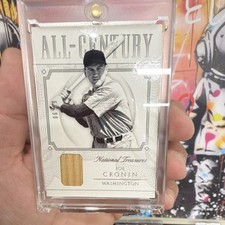 ALL-CENTURY
National Treasures
JOE
CRONIN
WASHINGTON